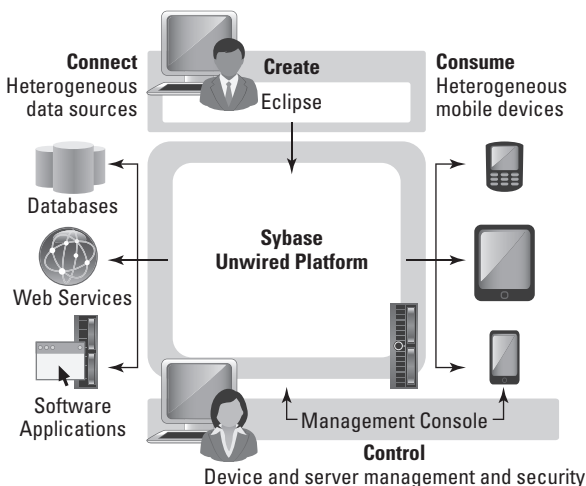 Connect
Heterogeneous
data sources
Create
Eclipse
Consume
Heterogeneous
mobile devices
Databases
Web Services
Software
Applications
Sybase
Unwired Platform
Management Console
Control
Device and server management and security